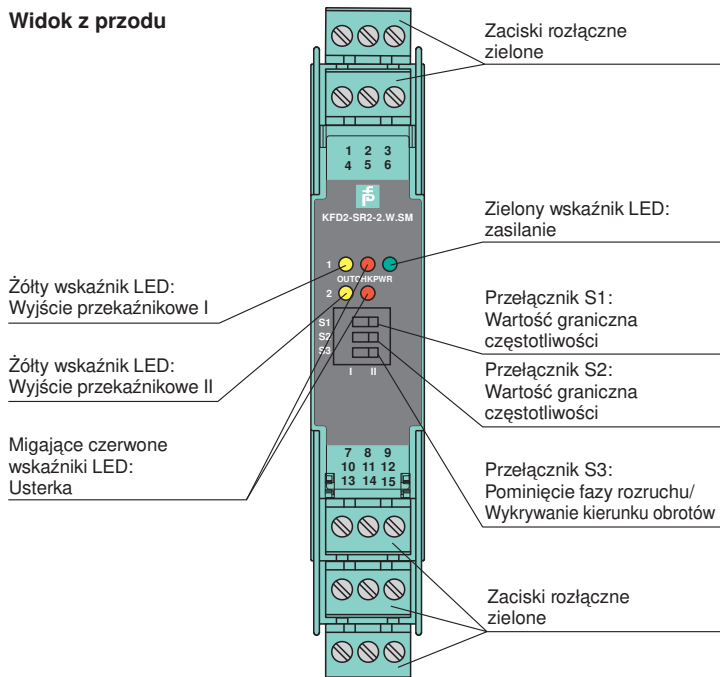 Widok z przodu
Zaciski rozłączne
zielone
1 2 3
4 5 6
KFD2-SR2-2.W.SM
Zielony wskaźnik LED:
zasilanie
1
OUTCHKPWR
2
Żółty wskaźnik LED:
Wyjście przekaźnikowe I
Przełącznik S1:
Wartość graniczna
częstotliwości
S1
S2
S3
I II
Żółty wskaźnik LED:
Wyjście przekaźnikowe II
Przełącznik S2:
Wartość graniczna
częstotliwości
Migające czerwone
wskaźniki LED:
Usterka
7 8 9
10 11 12
13 14 15
Przełącznik S3:
Pominięcie fazy rozruchu/
Wykrywanie kierunku obrotów
Zaciski rozłączne
zielone